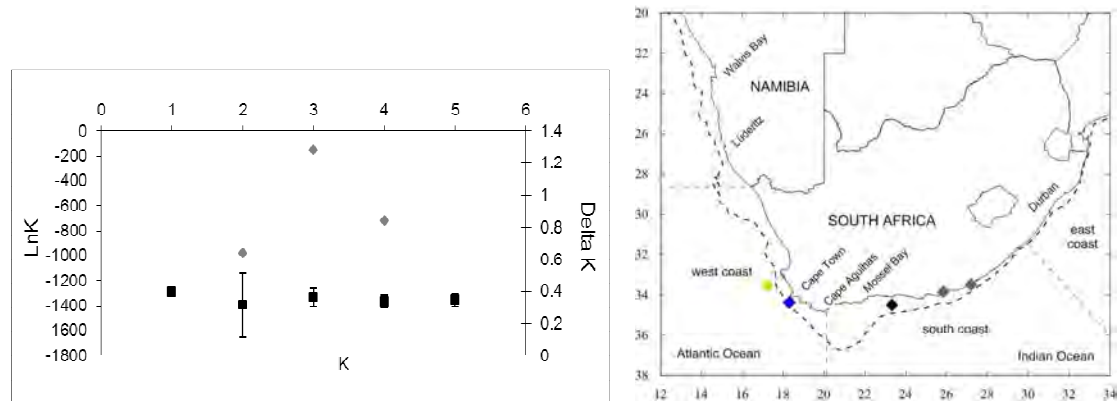 0 1 2 3 4 5 6
0
-200
-400
-600
-800
-1000
-1200
-1400
-1600
-1800
LnK
1.4
1.2
1
0.8
0.6
0.4
0.2
0
Delta K
K
20
22
24
26
28
30
32
34
36
38
12 14 16 18 20 22 24 26 28 30 32 34
Walvis Bay
NAMIBIA
Lüderitz
SOUTH AFRICA
Durban
east
coast
west coast
Cape Town
Cape Agulhas
Mossel Bay
south coast
Atlantic Ocean
Indian Ocean